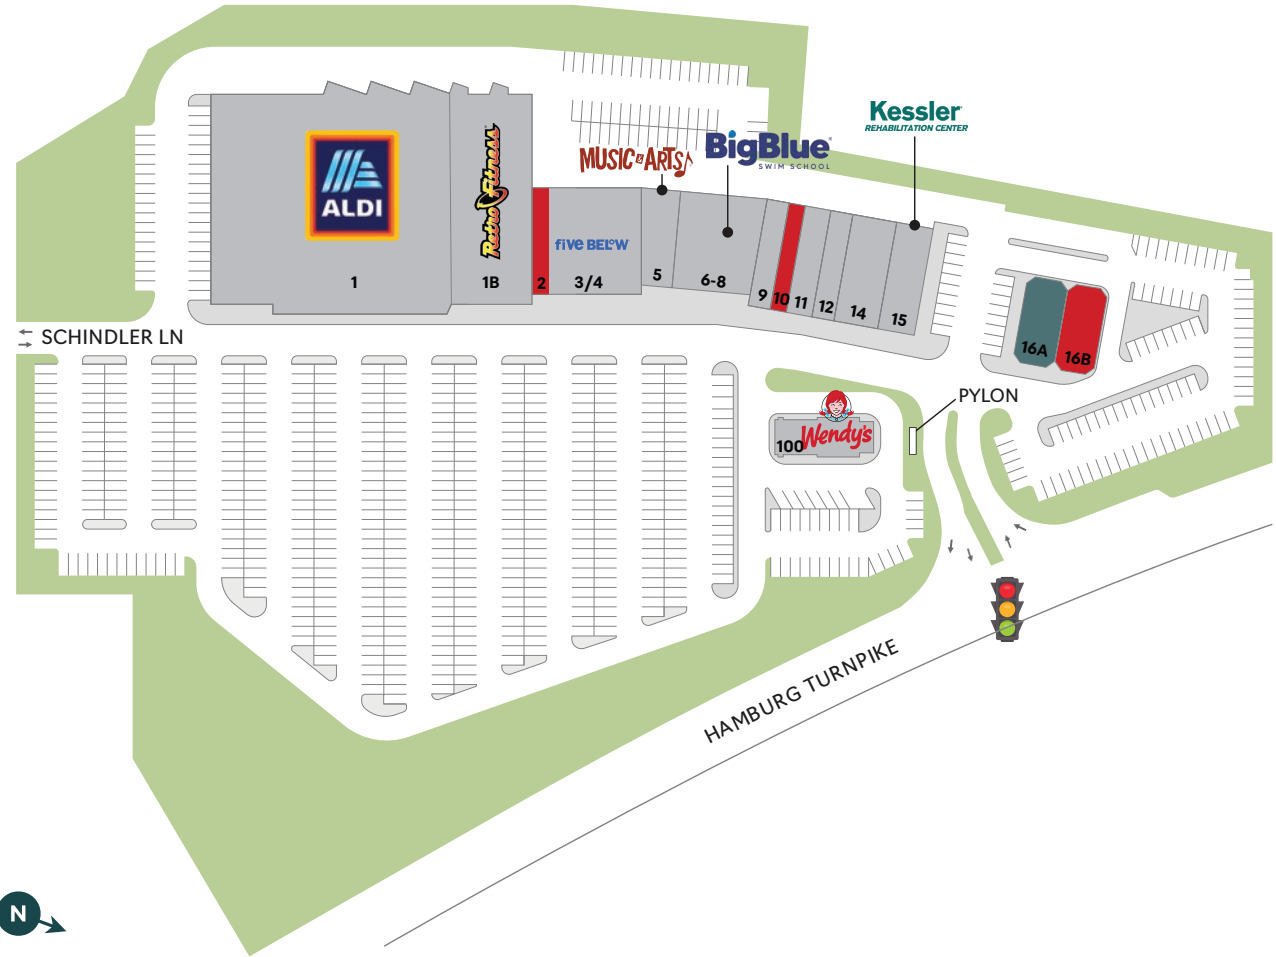 Kessler
REHABILITATION CENTER
MUSIC & ARTS
BigBlue
SWIM SCHOOL
ALDI
Retro Fitness
five BELOW
1
1B
2
3/4
5
6-8
9
10
11
12
14
15
16A
16B
SCHINDLER LN
PYLON
100
Wendy's
HAMBURG TURNPIKE
N